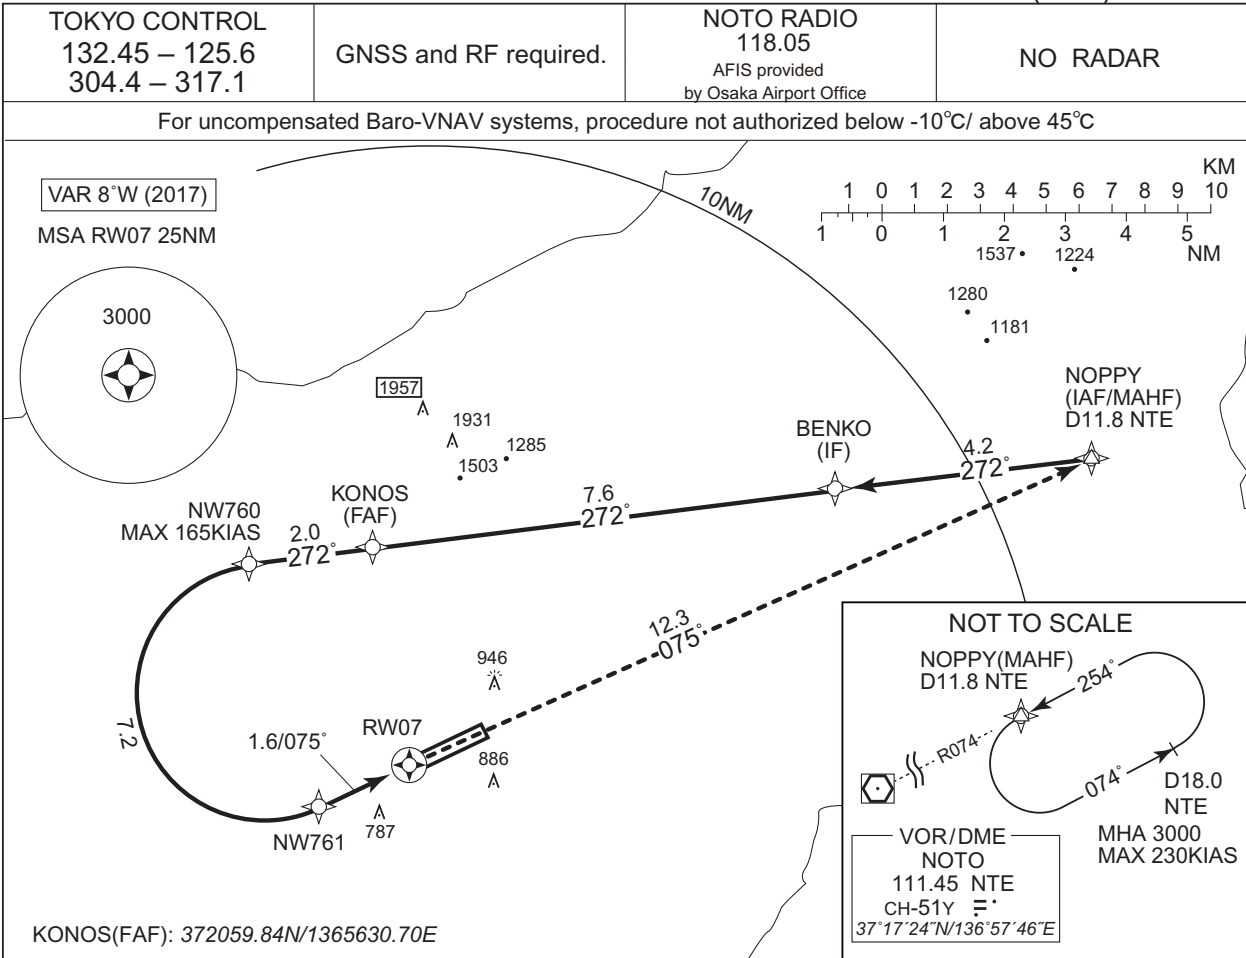 TOKYO CONTROL
132.45 – 125.6
304.4 – 317.1
GNSS and RF required.
NOTO RADIO
118.05
AFIS provided
by Osaka Airport Office
NO RADAR
For uncompensated Baro-VNAV systems, procedure not authorized below -10℃/ above 45℃
VAR 8˚W (2017)
MSA RW07 25NM
3000
10NM
KM
1 0 1 2 3 4 5 6 7 8 9 10
1 0 1 2 3 4 5
NM
1537
1224
1280
1181
1957
1931
1285
1503
NOPPY
(IAF/MAHF)
D11.8 NTE
BENKO
(IF)
4.2
272˚
KONOS
(FAF)
7.6
272˚
NW760
MAX 165KIAS
2.0
272˚
12.3
075˚
946
RW07
886
1.6/075˚
7.2
787
NW761
NOT TO SCALE
NOPPY(MAHF)
D11.8 NTE
254˚
R074
074˚
D18.0
NTE
MHA 3000
MAX 230KIAS
VOR/DME
NOTO
111.45 NTE
CH-51Y
37°17´24˝N/136°57´46˝E
KONOS(FAF): 372059.84N/1365630.70E